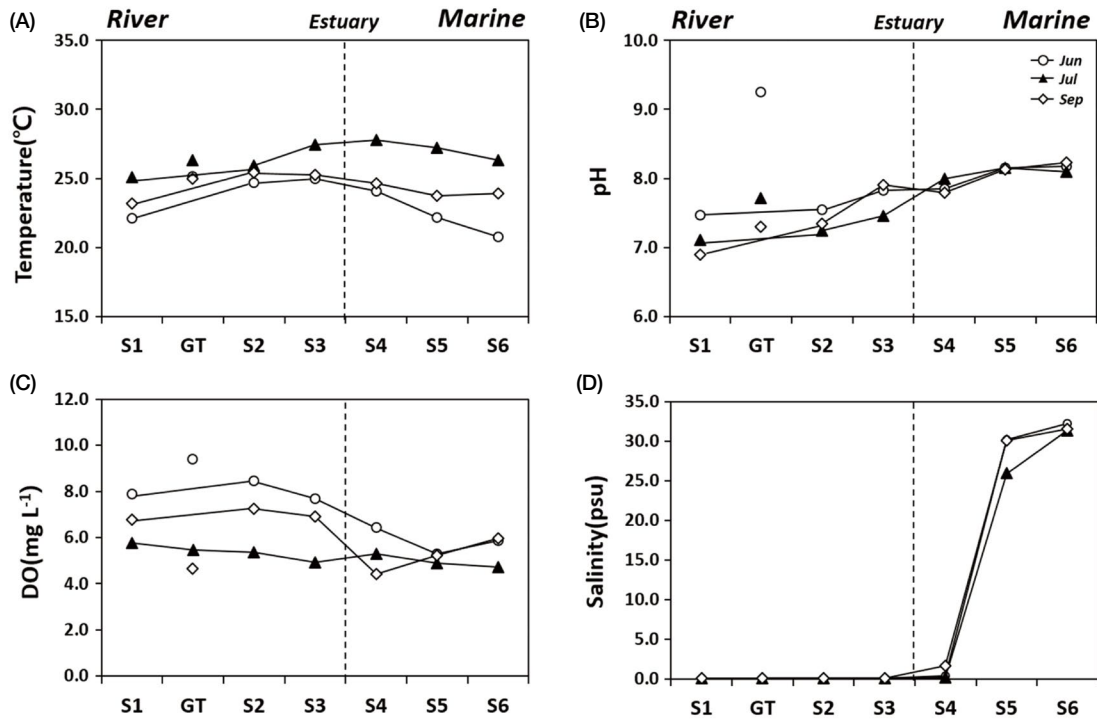 (A) River Estuary Marine
35.0
30.0
25.0
20.0
15.0
Temperature(℃)
S1 GT S2 S3 S4 S5 S6
(B) River Estuary Marine
10.0
9.0
8.0
7.0
6.0
pH
Jun
Jul
Sep
S1 GT S2 S3 S4 S5 S6
(C)
12.0
10.0
8.0
6.0
4.0
2.0
0.0
DO(mg L-1)
S1 GT S2 S3 S4 S5 S6
(D)
35.0
30.0
25.0
20.0
15.0
10.0
5.0
0.0
Salinity(psu)
S1 GT S2 S3 S4 S5 S6